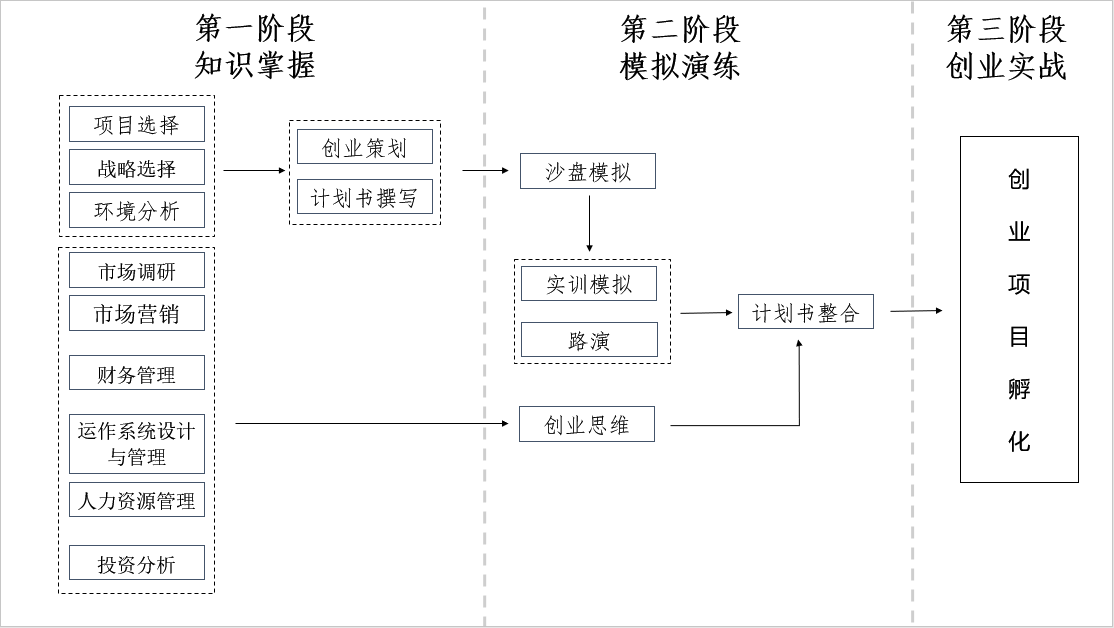 第一阶段
知识掌握
项目选择
战略选择
环境分析
创业策划
计划书撰写
市场调研
市场营销
财务管理
运作系统设计
与管理
人力资源管理
投资分析
第二阶段
模拟演练
沙盘模拟
实训模拟
路演
计划书整合
创业思维
第三阶段
创业实战
创
业
项
目
孵
化